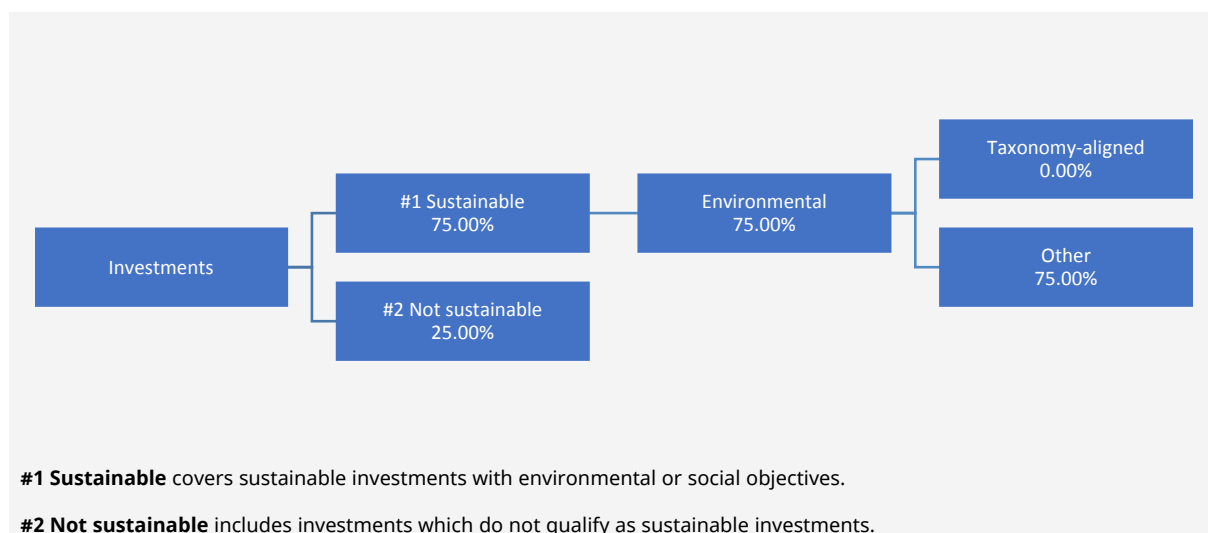 Taxonomy-aligned
0.00%
#1 Sustainable
75.00%
Environmental
75.00%
Other
75.00%
Investments
#2 Not sustainable
25.00%
#1 Sustainable covers sustainable investments with environmental or social objectives.
#2 Not sustainable includes investments which do not qualify as sustainable investments.